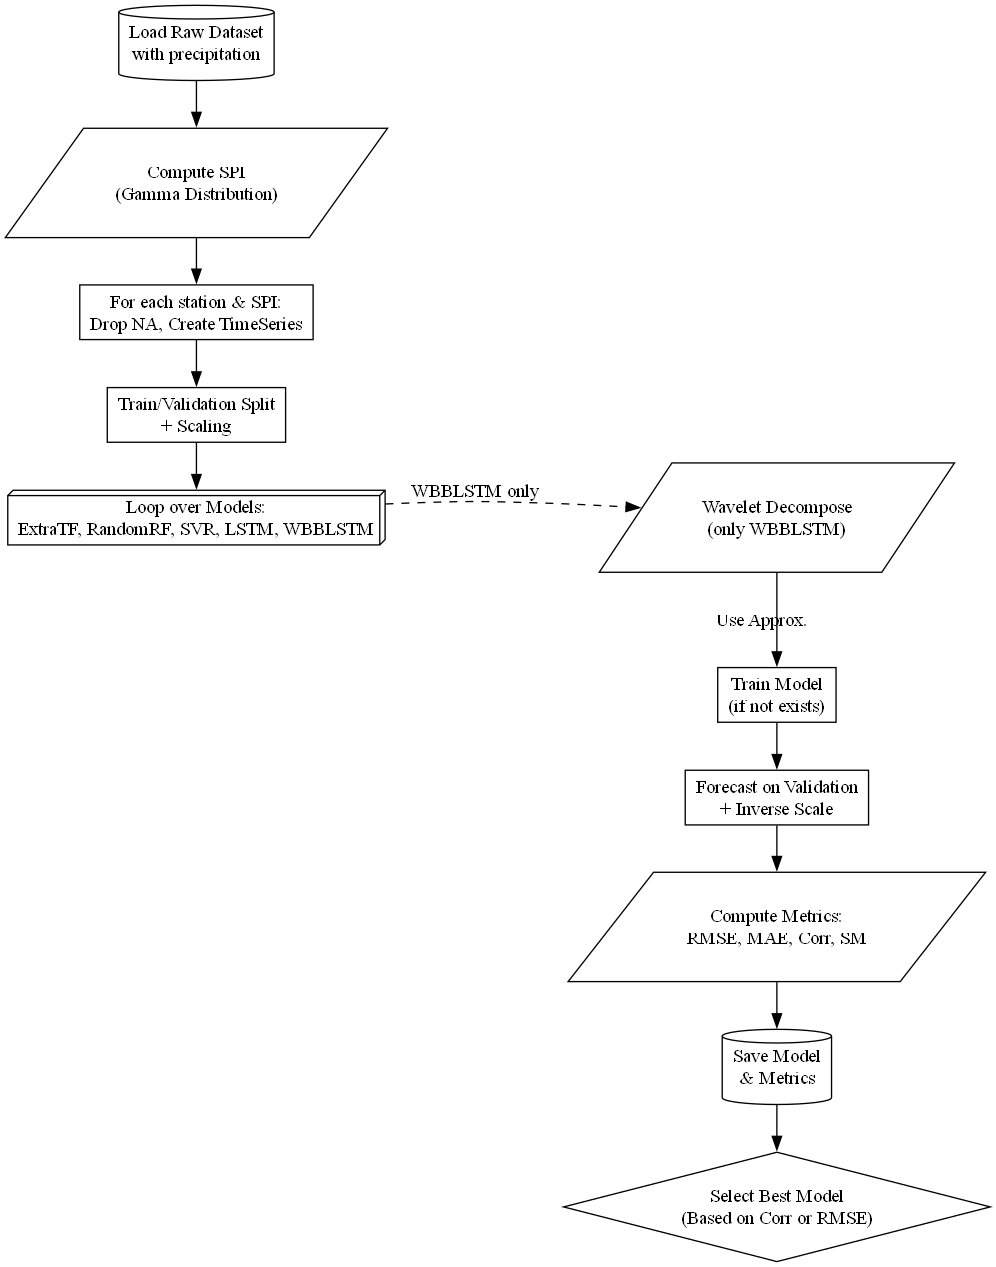 Load Raw Dataset
with precipitation
Compute SPI
(Gamma Distribution)
For each station & SPI:
Drop NA, Create TimeSeries
Train/Validation Split
+ Scaling
Loop over Models:
ExtraTF, RandomRF, SVR, LSTM, WBBLSTM
WBBLSTM only
Wavelet Decompose
(only WBBLSTM)
Use Approx.
Train Model
(if not exists)
Forecast on Validation
+ Inverse Scale
Compute Metrics:
RMSE, MAE, Corr, SM
Save Model
& Metrics
Select Best Model
(Based on Corr or RMSE)